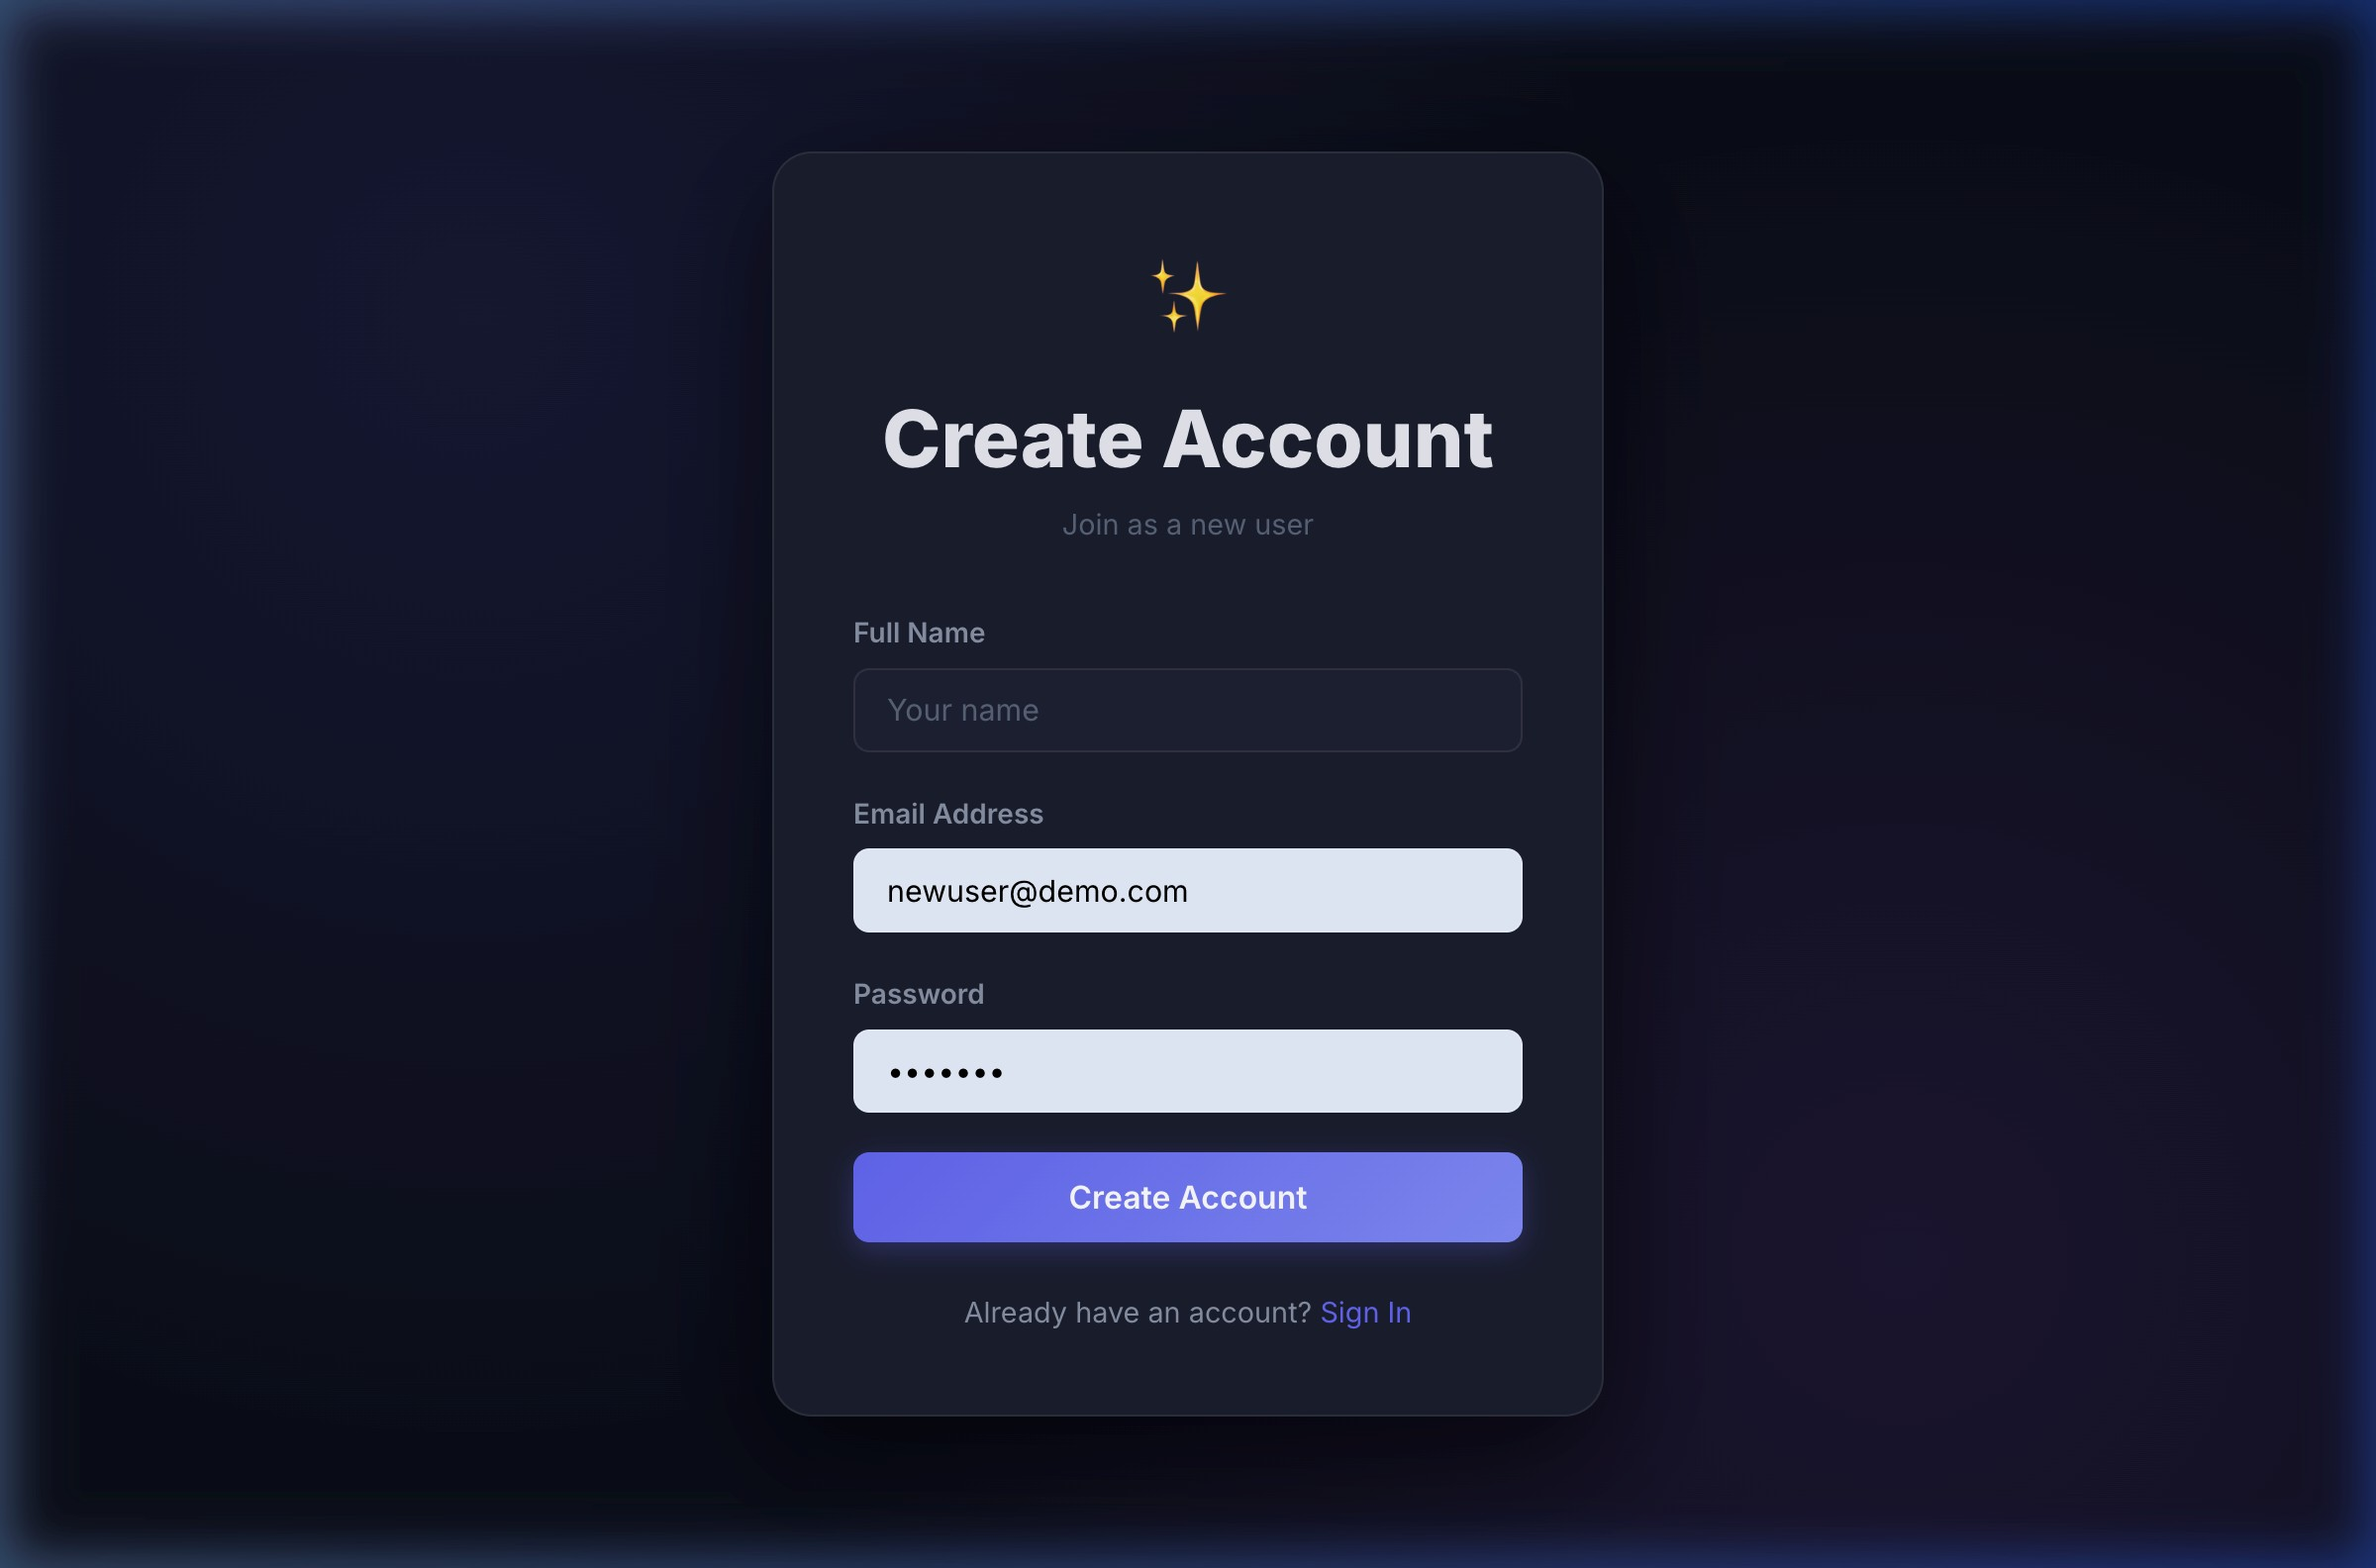 Create Account
Join as a new user
Full Name
Your name
Email Address
newuser@demo.com
Password
•••••••
Create Account
Already have an account? Sign In